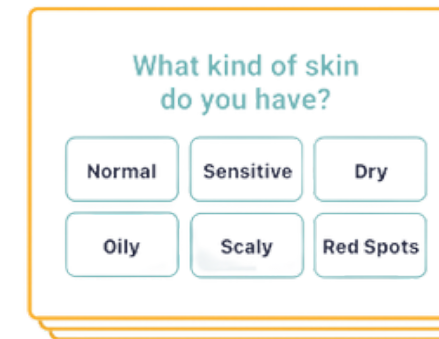 What kind of skin
do you have?
Normal Sensitive Dry
Oily Scaly Red Spots